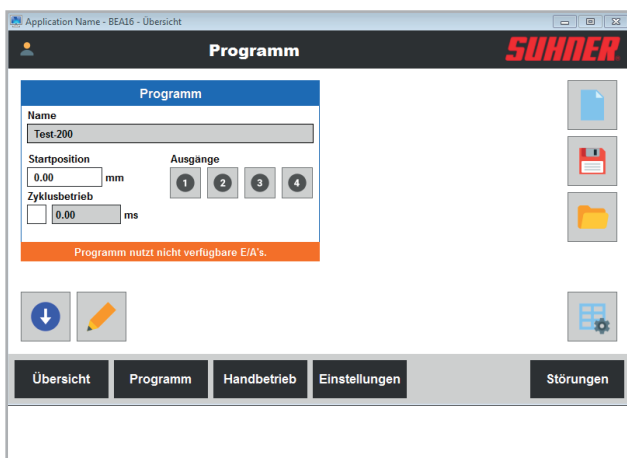 Application Name - BEA16 - Übersicht
Programm
SUHNER
Programm
Name
Test-200
Startposition
Ausgänge
0.00 mm
1 2 3 4
Zyklusbetrieb
0.00 ms
Programm nutzt nicht verfügbare E/A's.
Übersicht Programm Handbetrieb Einstellungen Störungen